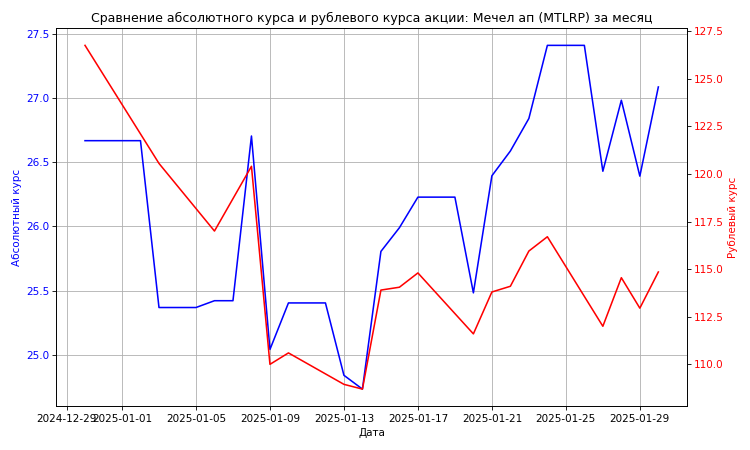 Сравнение абсолютного курса и рублевого курса акции: Мечел ап (MTLRP) за месяц
27.5
27.0
26.5
26.0
25.5
25.0
Абсолютный курс
127.5
125.0
122.5
120.0
117.5
115.0
112.5
110.0
Рублевый курс
2024-12-29 2025-01-01 2025-01-05 2025-01-09 2025-01-13 2025-01-17 2025-01-21 2025-01-25 2025-01-29
Дата